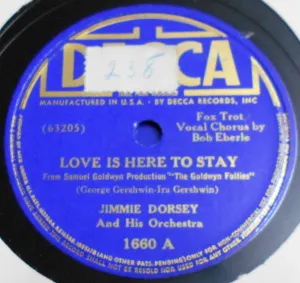 DECCA
238
MANUFACTURED IN U.S.A. BY DECCA RECORDS, INC
Fox Trot
(63205)
Vocal Chorus by
Bob Eberle
LOVE IS HERE TO STAY
From Samuel Goldwyn Production "The Goldwyn Follies"
(George Gershwin-Ira Gershwin)
JIMMIE DORSEY
And His Orchestra
1660 A